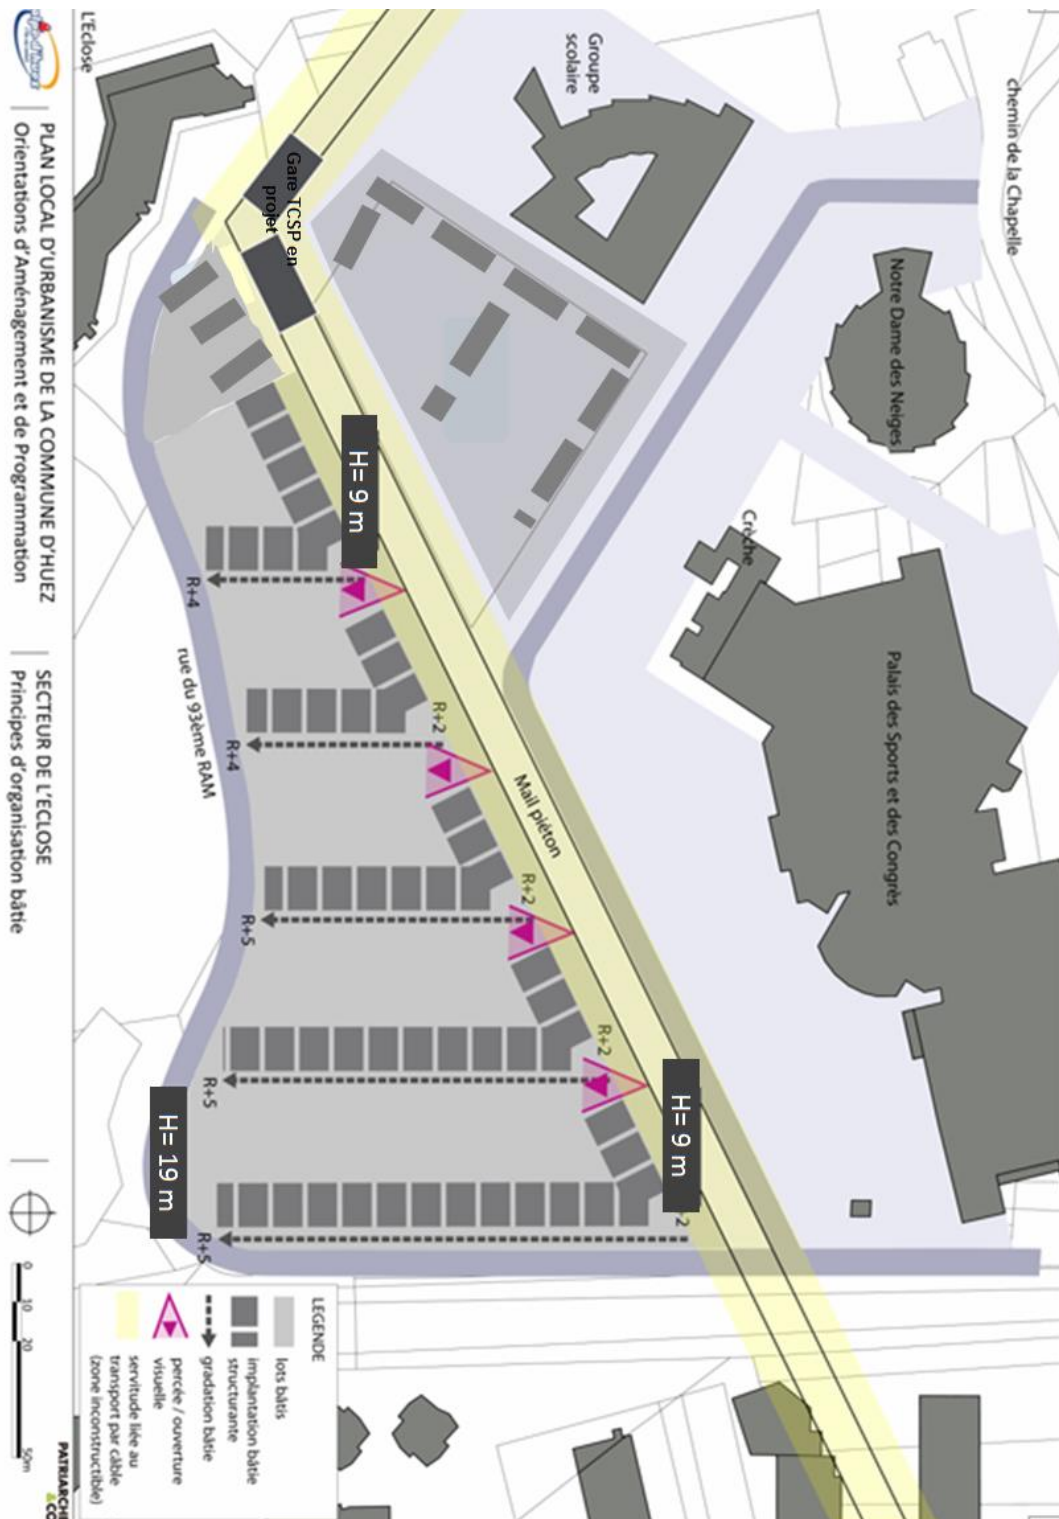 PLAN LOCAL D'URBANISME DE LA COMMUNE D'HUEZ
Orientations d'Aménagement et de Programmation
SECTEUR DE L'ECLOSE
Principes d'organisation bâtie
0 10 20 50m
L'Eclose
Groupe
scolaire
chemin de la Chapelle
Gare TCSP en
projet
Notre Dame des Neiges
Crèche
Palais des Sports et des Congrès
Mail piéton
rue du 93ème RAM
H= 9 m
R+4
R+2
R+4
R+2
R+5
R+2
R+5
H= 9 m
H= 19 m
R+5
LEGENDE
lots bâtis
implantation bâtie
structurante
gradation bâtie
percée / ouverture
visuelle
servitude liée au
transport par câble
(zone inconstructible)
PATRIARCHE